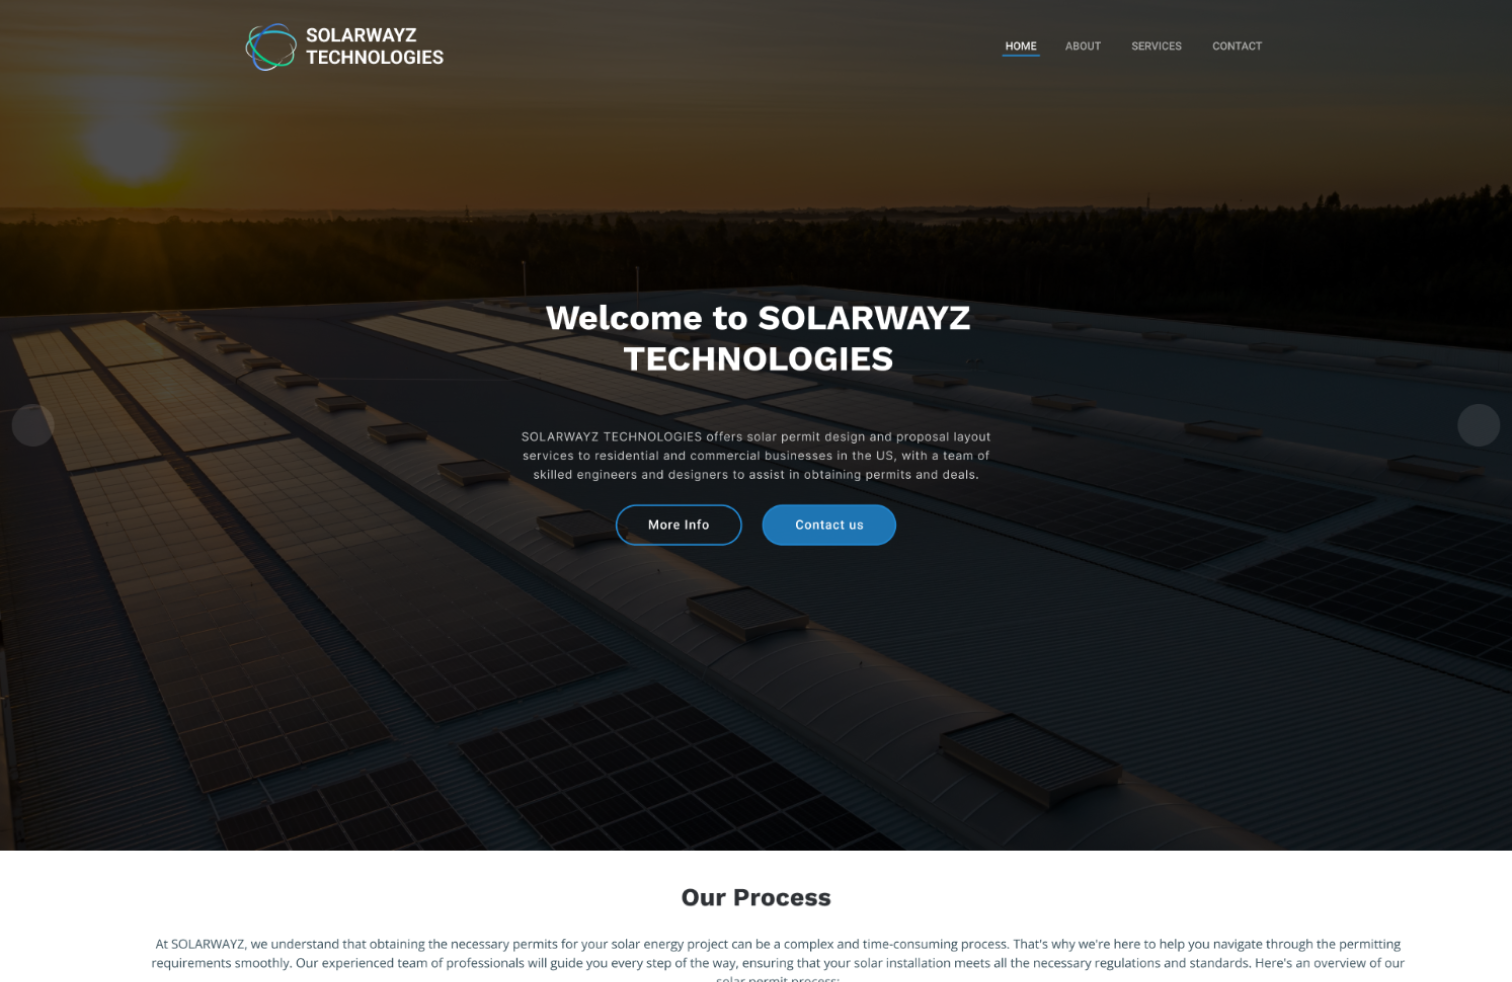 SOLARWAYZ
TECHNOLOGIES
HOME ABOUT SERVICES CONTACT
Welcome to SOLARWAYZ
TECHNOLOGIES
SOLARWAYZ TECHNOLOGIES offers solar permit design and proposal layout
services to residential and commercial businesses in the US, with a team of
skilled engineers and designers to assist in obtaining permits and deals.
More Info Contact us
Our Process
At SOLARWAYZ, we understand that obtaining the necessary permits for your solar energy project can be a complex and time-consuming process. That's why we're here to help you navigate through the permitting
requirements smoothly. Our experienced team of professionals will guide you every step of the way, ensuring that your solar installation meets all the necessary regulations and standards. Here's an overview of our
solar permit process: